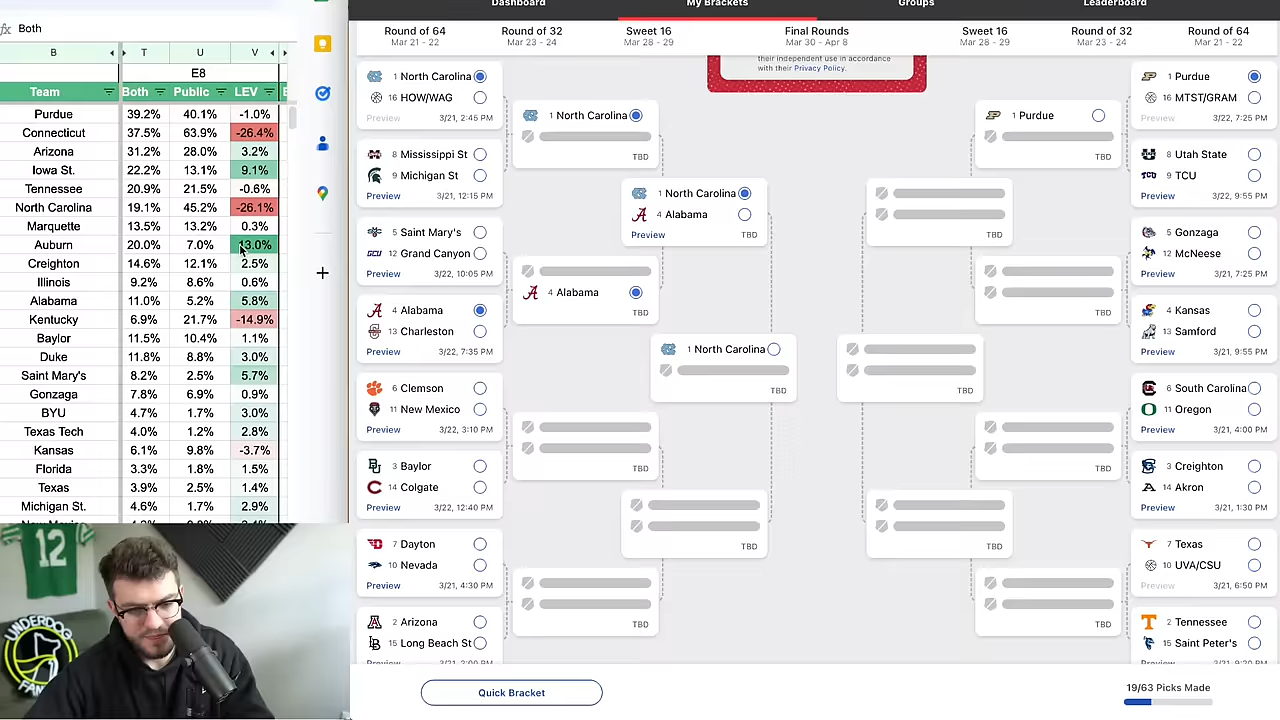 Dashboard
My Brackets
Groups
Leaderboard
fx Both
B T U V
E8
Team Both Public LEV
Purdue 39.2% 40.1% -1.0%
Connecticut 37.5% 63.9% -26.4%
Arizona 31.2% 28.0% 3.2%
Iowa St. 22.2% 13.1% 9.1%
Tennessee 20.9% 21.5% -0.6%
North Carolina 19.1% 45.2% -26.1%
Marquette 13.5% 13.2% 0.3%
Auburn 20.0% 7.0% 13.0%
Creighton 14.6% 12.1% 2.5%
Illinois 9.2% 8.6% 0.6%
Alabama 11.0% 5.2% 5.8%
Kentucky 6.9% 21.7% -14.9%
Baylor 11.5% 10.4% 1.1%
Duke 11.8% 8.8% 3.0%
Saint Mary's 8.2% 2.5% 5.7%
Gonzaga 7.8% 6.9% 0.9%
BYU 4.7% 1.7% 3.0%
Texas Tech 4.0% 1.2% 2.8%
Kansas 6.1% 9.8% -3.7%
Florida 3.3% 1.8% 1.5%
Texas 3.9% 2.5% 1.4%
Michigan St. 4.6% 1.7% 2.9%
12
UNDERDOG
Round of 64
Mar 21 - 22
Round of 32
Mar 23 - 24
Sweet 16
Mar 28 - 29
Final Rounds
Mar 30 - Apr 8
Sweet 16
Mar 28 - 29
Round of 32
Mar 23 - 24
Round of 64
Mar 21 - 22
their independent use in accordance
with their Privacy Policy.
1 North Carolina
16 HOW/WAG
Preview 3/21, 2:45 PM
8 Mississippi St
9 Michigan St
Preview 3/21, 12:15 PM
5 Saint Mary's
12 Grand Canyon
Preview 3/22, 10:05 PM
4 Alabama
13 Charleston
Preview 3/22, 7:35 PM
6 Clemson
11 New Mexico
Preview 3/22, 3:10 PM
3 Baylor
14 Colgate
Preview 3/22, 12:40 PM
7 Dayton
10 Nevada
Preview 3/21, 4:30 PM
2 Arizona
15 Long Beach St
Preview 3/21, 2:00 PM
1 North Carolina
TBD
4 Alabama
TBD
TBD
TBD
1 North Carolina
4 Alabama
Preview TBD
TBD
1 North Carolina
TBD
TBD
TBD
TBD
1 Purdue
TBD
TBD
TBD
TBD
1 Purdue
16 MTST/GRAM
Preview 3/22, 7:25 PM
8 Utah State
9 TCU
Preview 3/22, 9:55 PM
5 Gonzaga
12 McNeese
Preview 3/21, 7:25 PM
4 Kansas
13 Samford
Preview 3/21, 9:55 PM
6 South Carolina
11 Oregon
Preview 3/21, 4:00 PM
3 Creighton
14 Akron
Preview 3/21, 1:30 PM
7 Texas
10 UVA/CSU
Preview 3/21, 6:50 PM
2 Tennessee
15 Saint Peter's
Preview 3/21, 9:20 PM
Quick Bracket
19/63 Picks Made